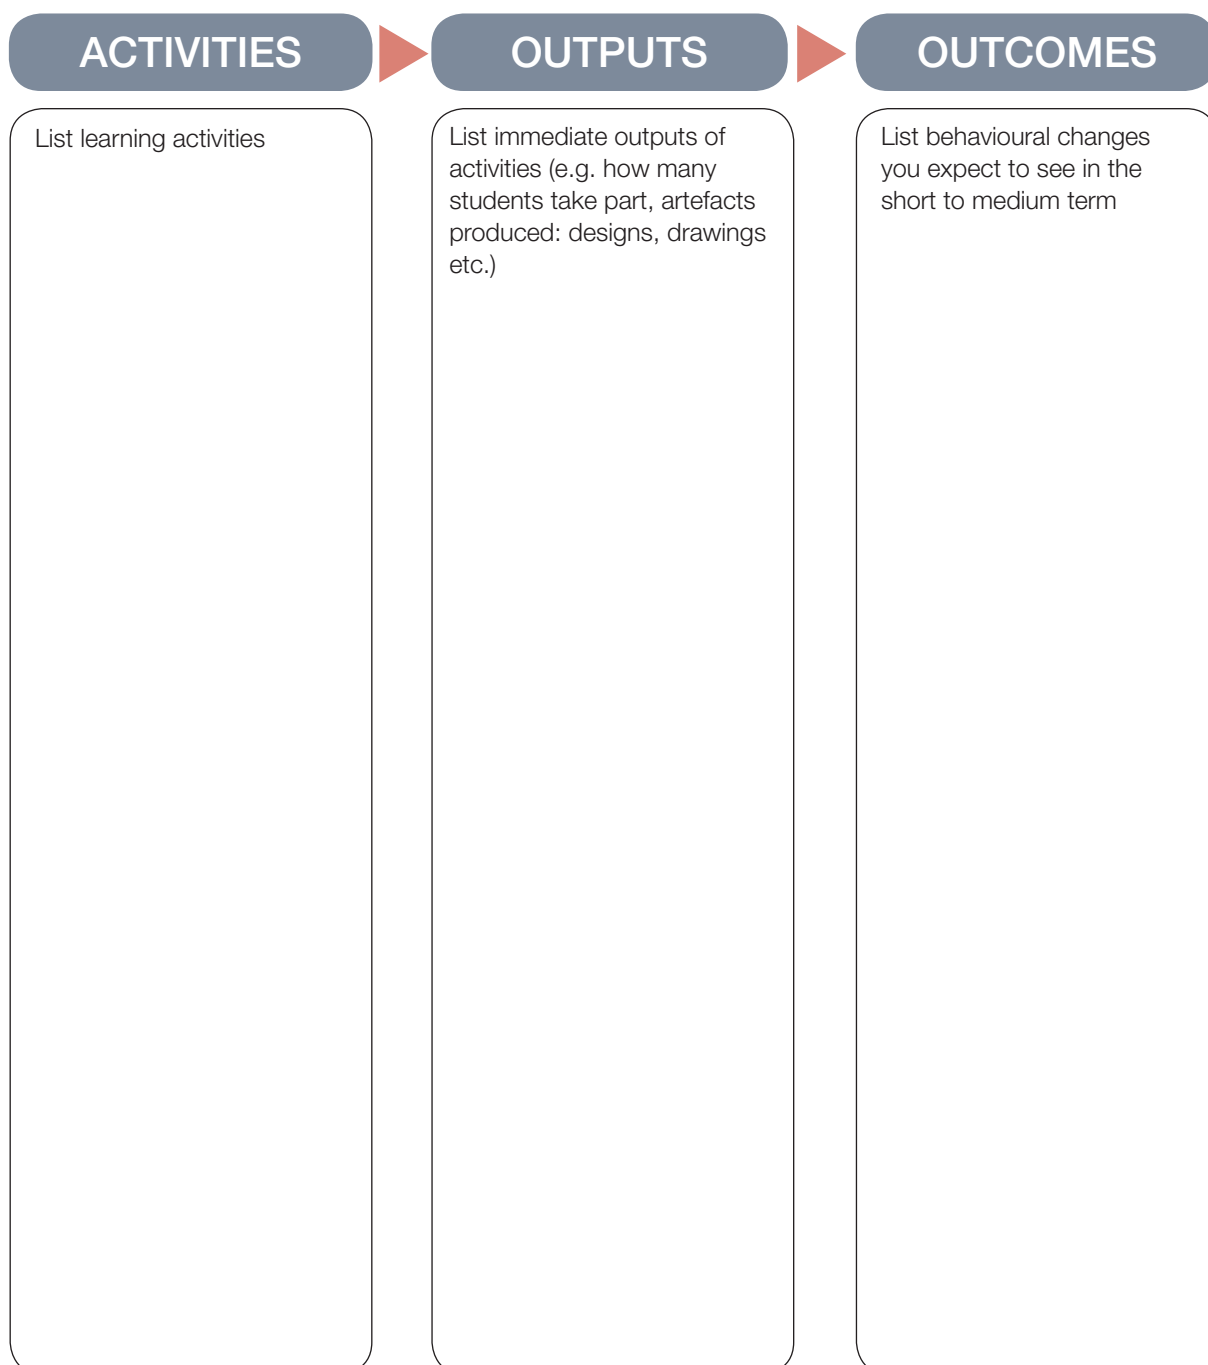 ACTIVITIES
OUTPUTS
OUTCOMES
List learning activities
List immediate outputs of
activities (e.g. how many
students take part, artefacts
produced: designs, drawings
etc.)
List behavioural changes
you expect to see in the
short to medium term